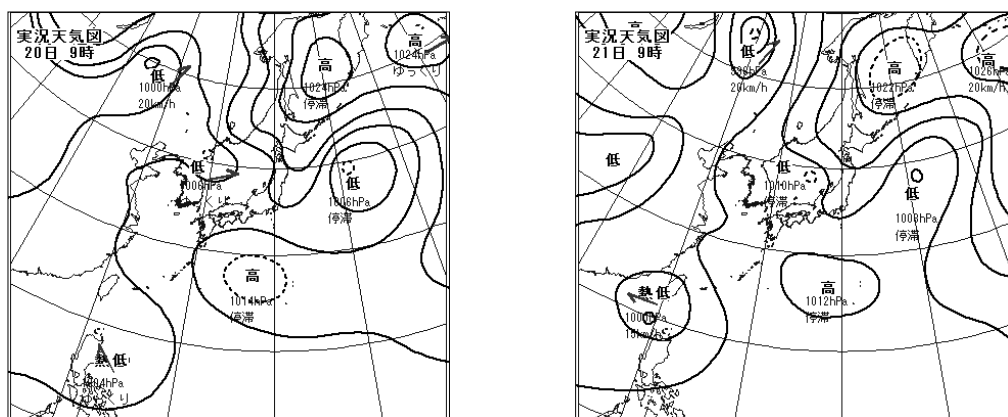 実況天気図
20日 9時
低
1000hPa
20km/h
高
1024hPa
停滞
高
1024hPa
ゆっくり
低
1006hPa
低
1006hPa
停滞
高
1014hPa
停滞
熱低
実況天気図
21日 9時
低
20km/h
高
1022hPa
停滞
高
1026hPa
20km/h
低
低
1010hPa
停滞
低
1008hPa
停滞
熱低
高
1012hPa
停滞